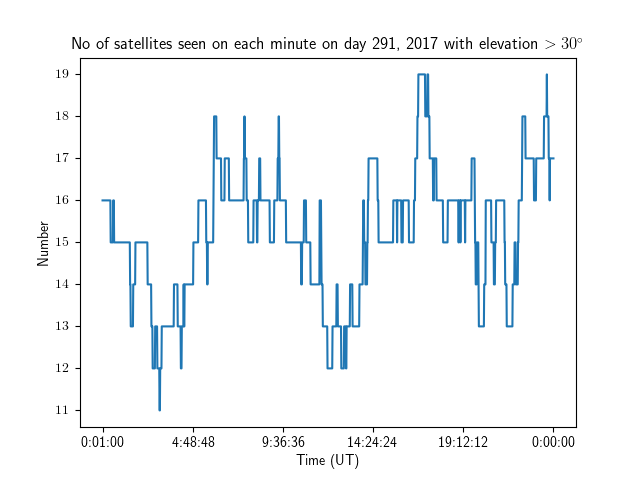 No of satellites seen on each minute on day 291, 2017 with elevation > 30°
19
18
17
16
15
14
13
12
11
Number
0:01:00 4:48:48 9:36:36 14:24:24 19:12:12 0:00:00
Time (UT)